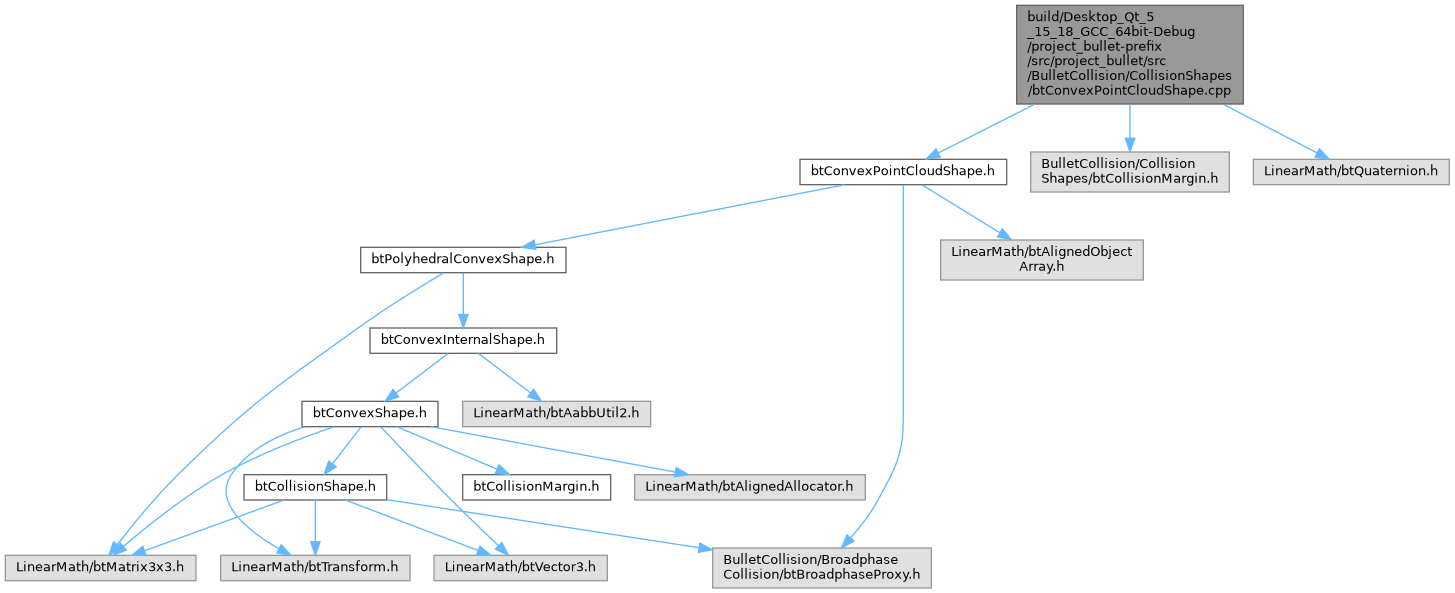 build/Desktop_Qt_5
_15_18_GCC_64bit-Debug
/project_bullet-prefix
/src/project_bullet/src
/BulletCollision/CollisionShapes
/btConvexPointCloudShape.cpp
btConvexPointCloudShape.h
BulletCollision/Collision
Shapes/btCollisionMargin.h
LinearMath/btQuaternion.h
btPolyhedralConvexShape.h
LinearMath/btAlignedObject
Array.h
btConvexInternalShape.h
btConvexShape.h
LinearMath/btAabbUtil2.h
btCollisionShape.h
btCollisionMargin.h
LinearMath/btAlignedAllocator.h
LinearMath/btMatrix3x3.h
LinearMath/btTransform.h
LinearMath/btVector3.h
BulletCollision/Broadphase
Collision/btBroadphaseProxy.h